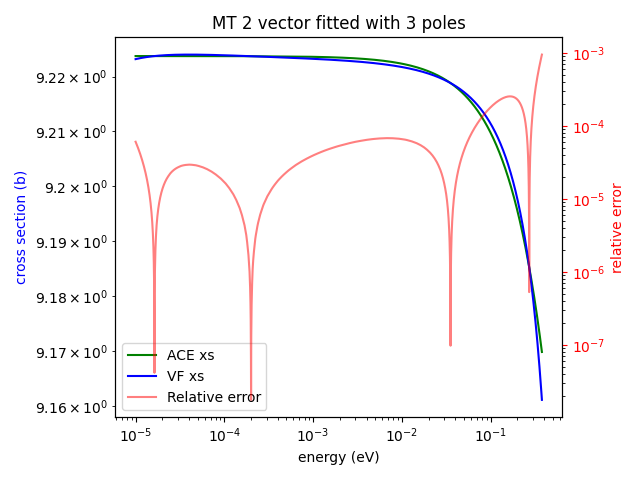 MT 2 vector fitted with 3 poles
9.22 × 10⁰
9.21 × 10⁰
9.2 × 10⁰
9.19 × 10⁰
9.18 × 10⁰
9.17 × 10⁰
9.16 × 10⁰
cross section (b)
10⁻³
10⁻⁴
10⁻⁵
10⁻⁶
10⁻⁷
relative error
ACE xs
VF xs
Relative error
10⁻⁵ 10⁻⁴ 10⁻³ 10⁻² 10⁻¹
energy (eV)